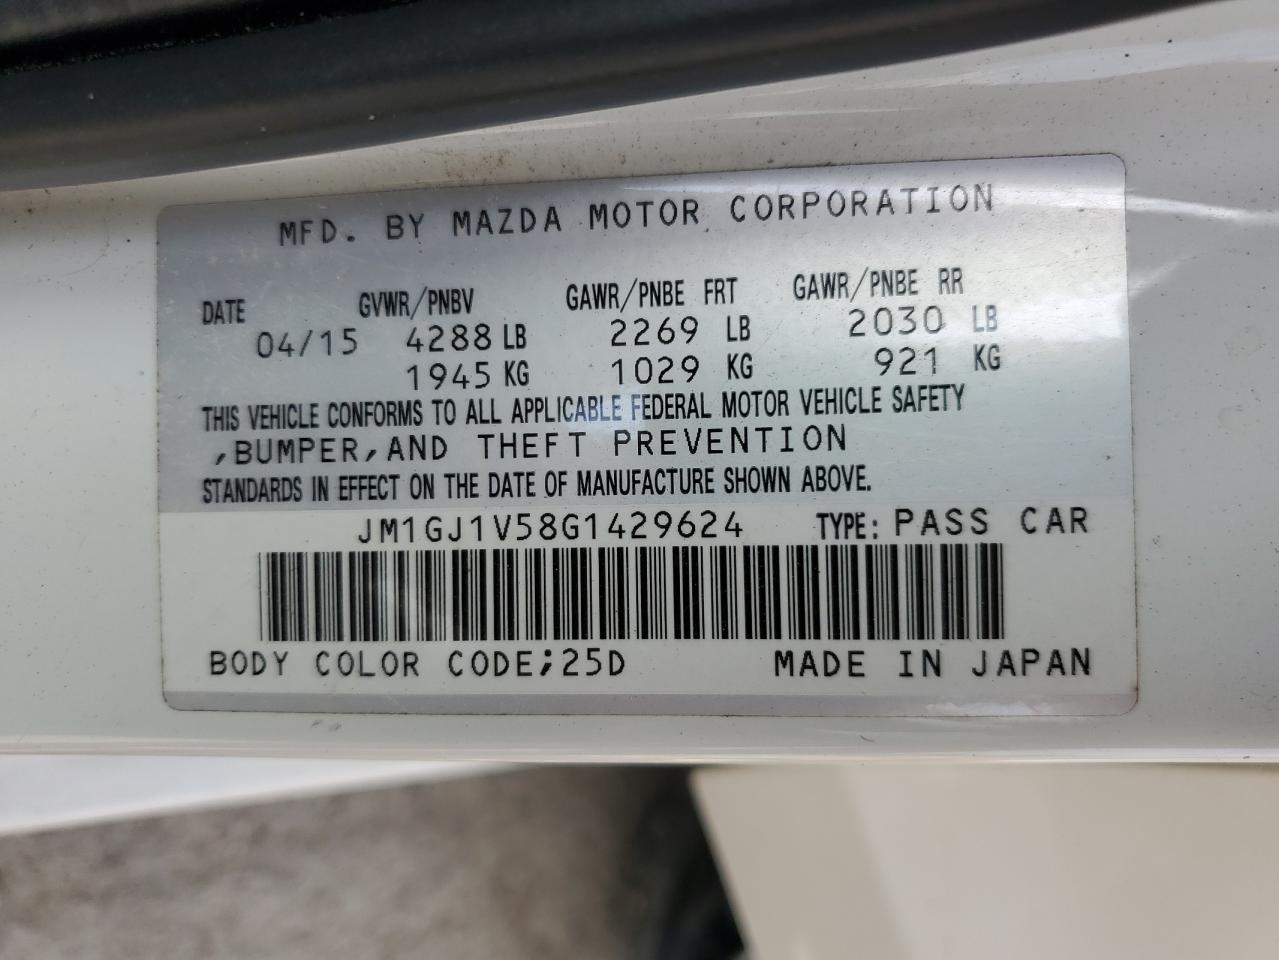 MFD. BY MAZDA MOTOR CORPORATION
DATE GVWR/PNBV GAWR/PNBE FRT GAWR/PNBE RR
04/15 4288 LB 2269 LB 2030 LB
1945 KG 1029 KG 921 KG
THIS VEHICLE CONFORMS TO ALL APPLICABLE FEDERAL MOTOR VEHICLE SAFETY
,BUMPER,AND THEFT PREVENTION
STANDARDS IN EFFECT ON THE DATE OF MANUFACTURE SHOWN ABOVE.
JM1GJ1V58G1429624 TYPE: PASS CAR
BODY COLOR CODE;25D MADE IN JAPAN